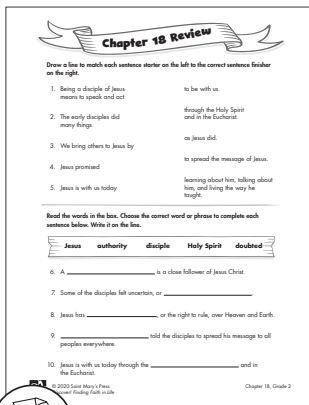 Chapter 18 Review
Draw a line to match each sentence starter on the left to the correct sentence finisher
on the right.
1. Being a disciple of Jesus
means to speak and act
to be with us.
2. The early disciples did
many things
through the Holy Spirit
and in the Eucharist.
3. We bring others to Jesus by
as Jesus did.
4. Jesus promised
to spread the message of Jesus.
5. Jesus is with us today
learning about him, talking about
him, and living the way he
taught.
Read the words in the box. Choose the correct word or phrase to complete each
sentence below. Write it on the line.
Jesus authority disciple Holy Spirit doubted
6. A ____________ is a close follower of Jesus Christ.
7. Some of the disciples felt uncertain, or ____________.
8. Jesus has ____________, or the right to rule, over Heaven and Earth.
9. ____________ told the disciples to spread his message to all
peoples everywhere.
10. Jesus is with us today through the ____________ and in
the Eucharist.
© 2020 Saint Mary's Press
Discover! Finding Faith in Life
Chapter 18, Grade 2